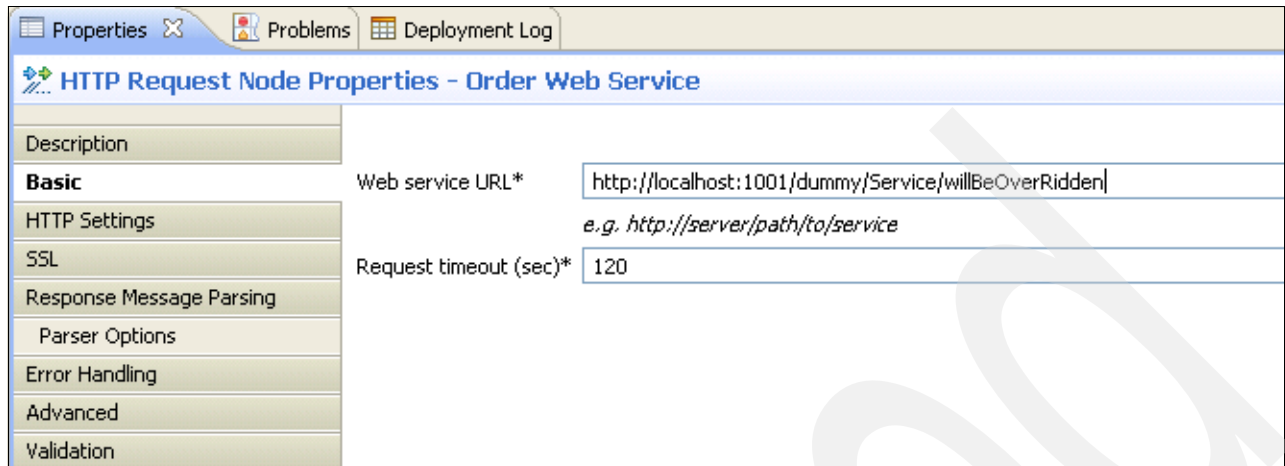 Properties Problems Deployment Log
HTTP Request Node Properties - Order Web Service
Description
Basic
HTTP Settings
SSL
Response Message Parsing
Parser Options
Error Handling
Advanced
Validation
Web service URL* http://localhost:1001/dummy/Service/willBeOverRidden
e.g. http://server/path/to/service
Request timeout (sec)* 120